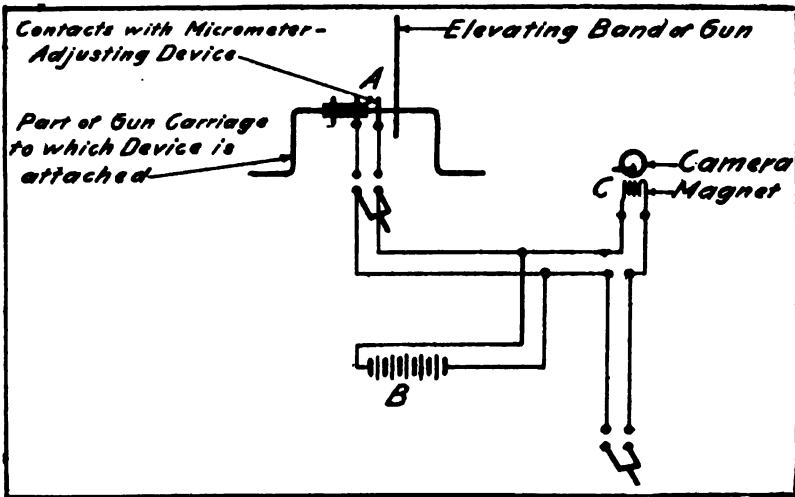 Contacts with Micrometer-
Adjusting Device
A
Elevating Band of Gun
Part of Gun Carriage
to which Device is
attached
Camera
C
Magnet
B